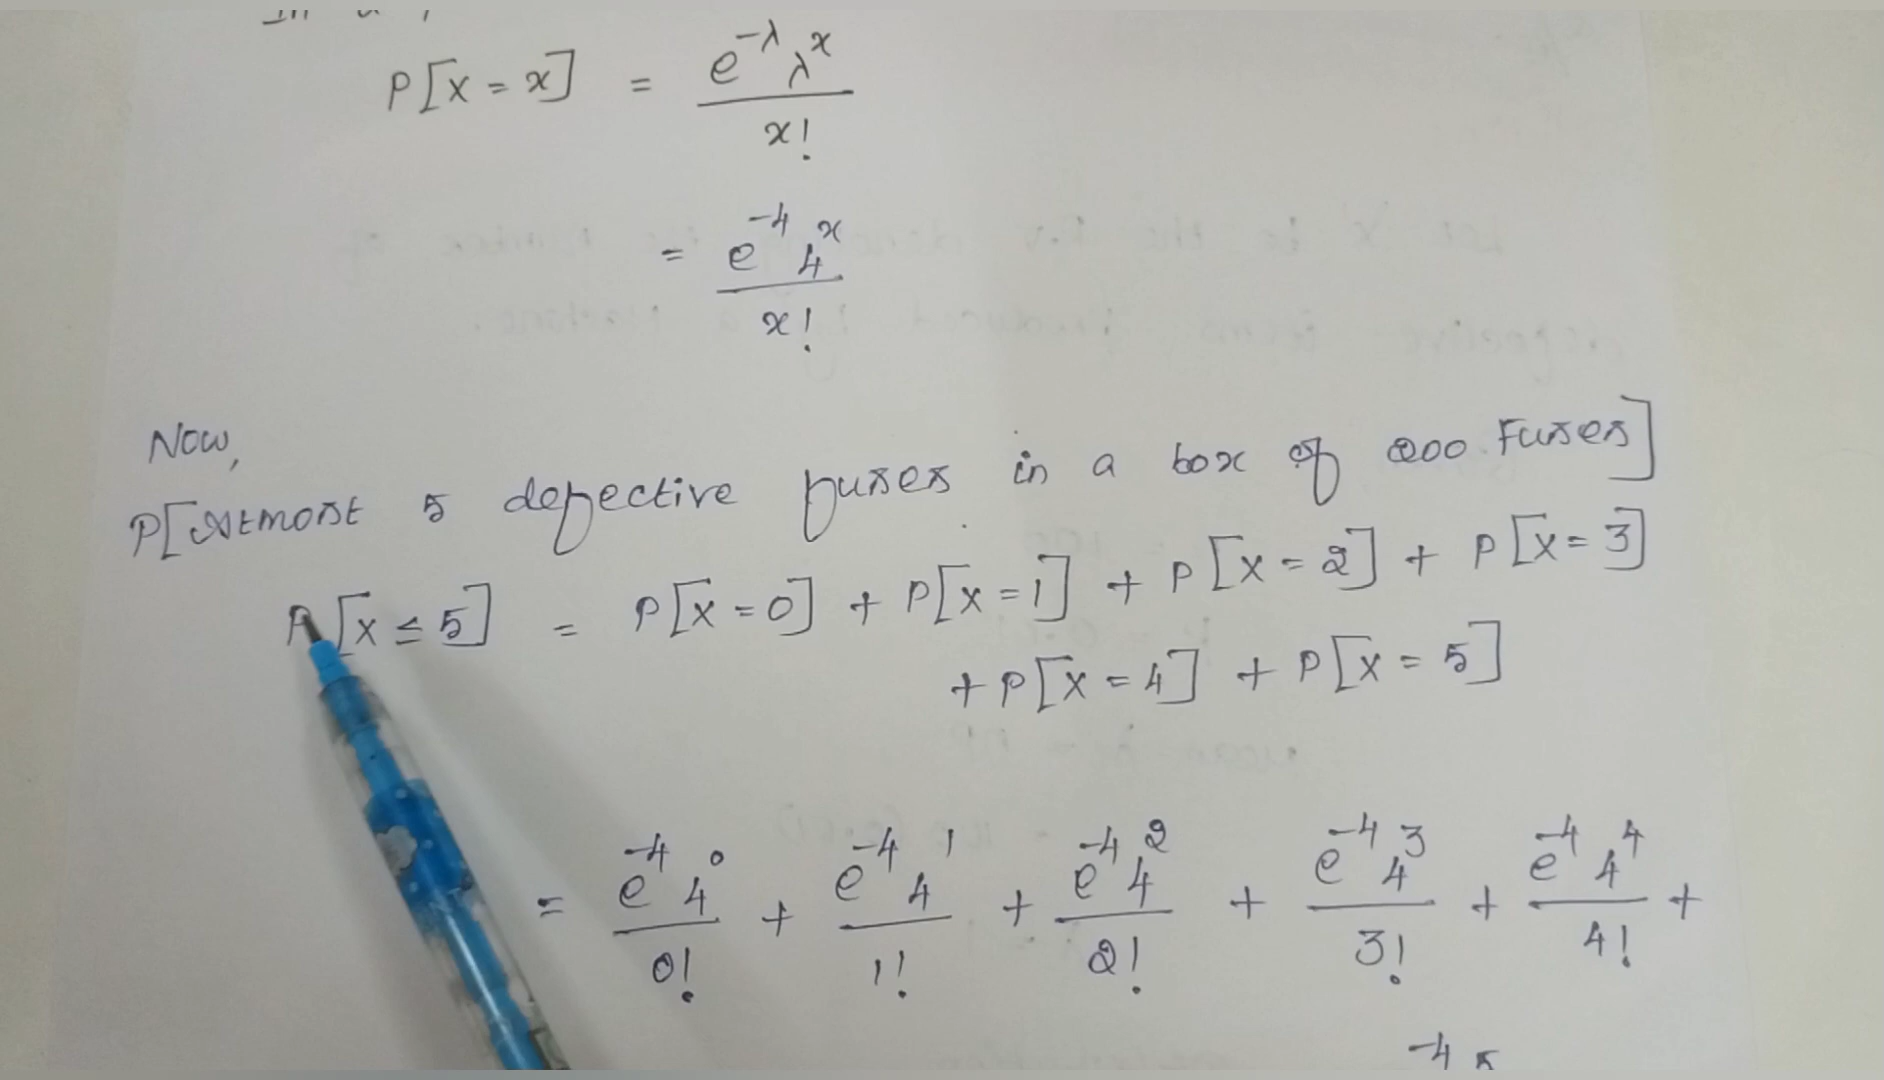 P[X = x] = e^{-λ} λ^x / x!
= e^{-4} 4^x / x!
Now,
P[Atmost 5 defective fuses in a box of 200 Fuses]
P[X ≤ 5] = P[X = 0] + P[X = 1] + P[X = 2] + P[X = 3]
+ P[X = 4] + P[X = 5]
= e^{-4} 4^0 / 0! + e^{-4} 4^1 / 1! + e^{-4} 4^2 / 2! + e^{-4} 4^3 / 3! + e^{-4} 4^4 / 4! +